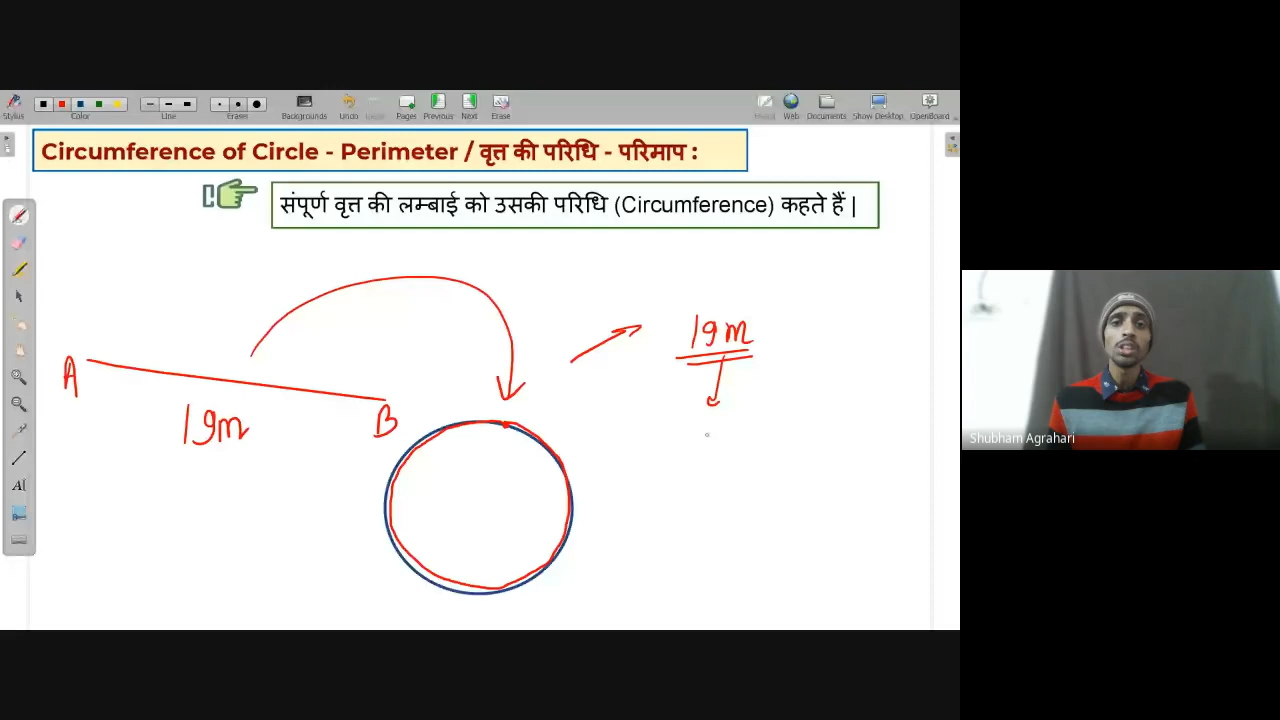 Stylus
Color
Line
Eraser
Backgrounds
Undo
Pages
Previous
Next
Erase
Web
Documents
Show Desktop
OpenBoard
Circumference of Circle - Perimeter / वृत्त की परिधि - परिमाप :
संपूर्ण वृत्त की लम्बाई को उसकी परिधि (Circumference) कहते हैं |
19m
A
B
19m
Shubham Agrahari